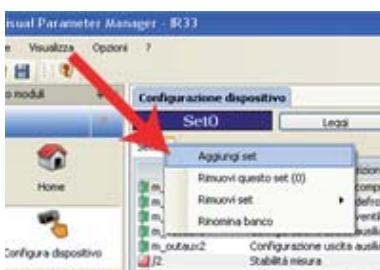 isual Parameter Manager - IR33
Visualizza Opzioni ?
o moduli
Configurazione dispositivo
Set0 Leggi
Aggiungi set
Home
Rimuovi questo set (0)
Rimuovi set
Rinomina banco
Configura dispositivo
m_outaux2 Configurazione uscita ausili
/2 Stabilità misura